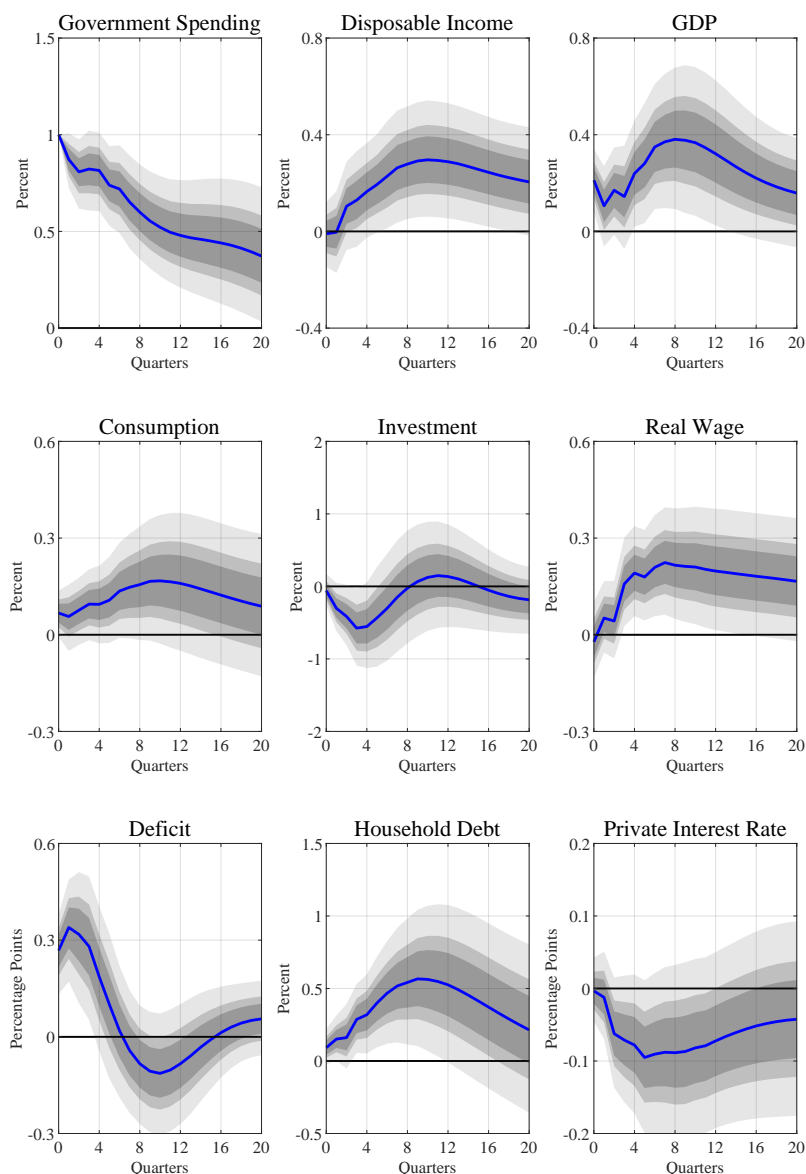 Government Spending
1.5
1
0.5
0
Percent
0 4 8 12 16 20
Quarters
Disposable Income
0.8
0.4
0
-0.4
Percent
0 4 8 12 16 20
Quarters
GDP
0.8
0.4
0
-0.4
Percent
0 4 8 12 16 20
Quarters
Consumption
0.6
0.3
0
-0.3
Percent
0 4 8 12 16 20
Quarters
Investment
2
1
0
-1
-2
Percent
0 4 8 12 16 20
Quarters
Real Wage
0.6
0.3
0
-0.3
Percent
0 4 8 12 16 20
Quarters
Deficit
0.6
0.3
0
-0.3
Percentage Points
0 4 8 12 16 20
Quarters
Household Debt
1.5
1
0.5
0
-0.5
Percent
0 4 8 12 16 20
Quarters
Private Interest Rate
0.2
0.1
0
-0.1
-0.2
Percentage Points
0 4 8 12 16 20
Quarters